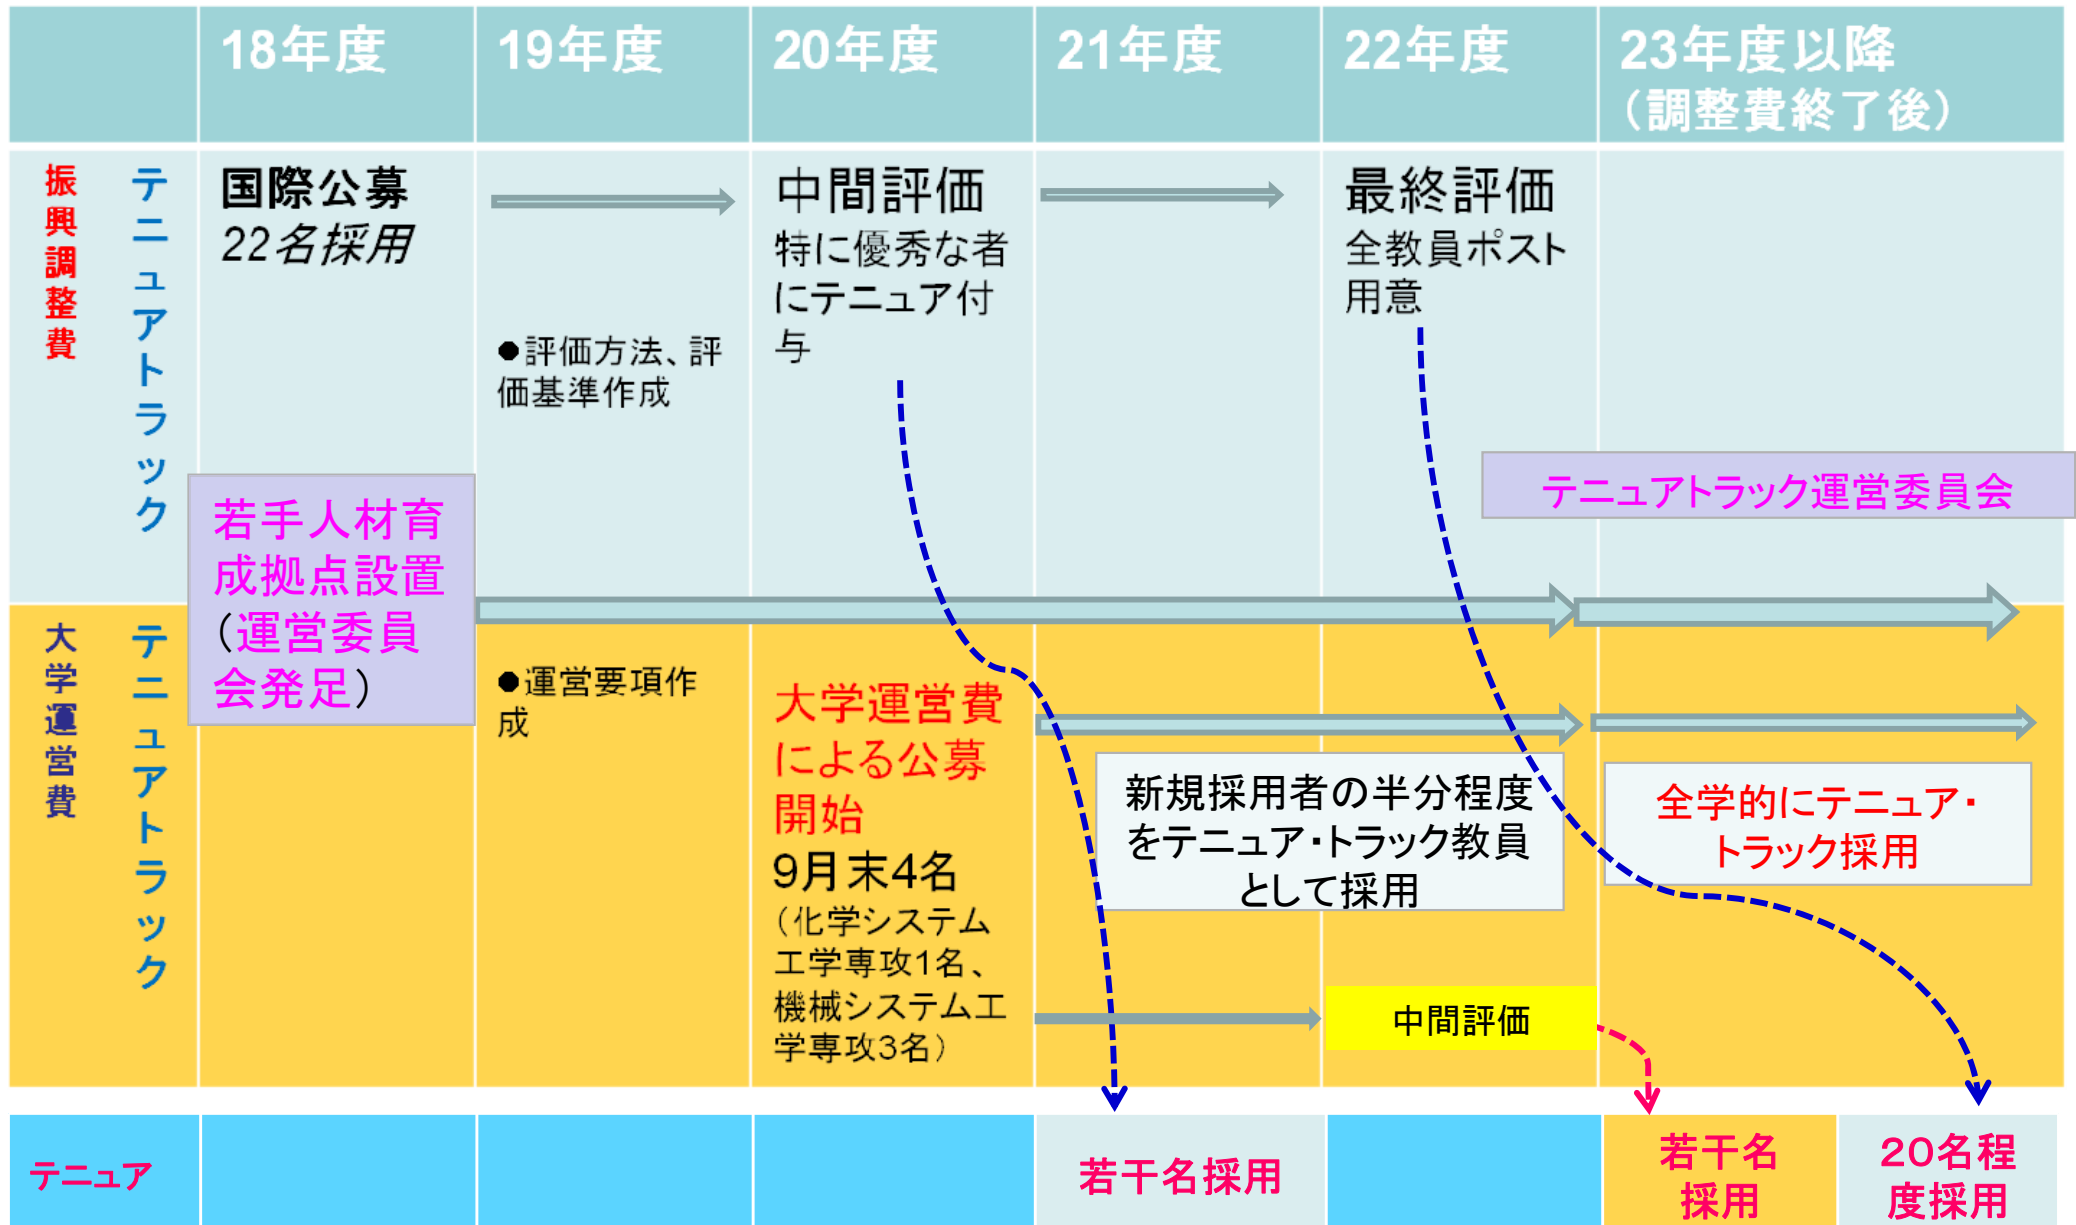 18年度
19年度
20年度
21年度
22年度
23年度以降
（調整費終了後）
振興調整費
テニュアトラック
国際公募
22名採用
●評価方法、評
価基準作成
中間評価
特に優秀な者
にテニュア付
与
最終評価
全教員ポスト
用意
テニュアトラック運営委員会
若手人材育
成拠点設置
（運営委員
会発足）
大学運営費
テニュアトラック
●運営要項作
成
大学運営費
による公募
開始
9月末4名
（化学システム
工学専攻1名、
機械システム工
学専攻3名）
新規採用者の半分程度
をテニュア・トラック教員
として採用
全学的にテニュア・
トラック採用
中間評価
テニュア
若干名採用
若干名
採用
20名程
度採用